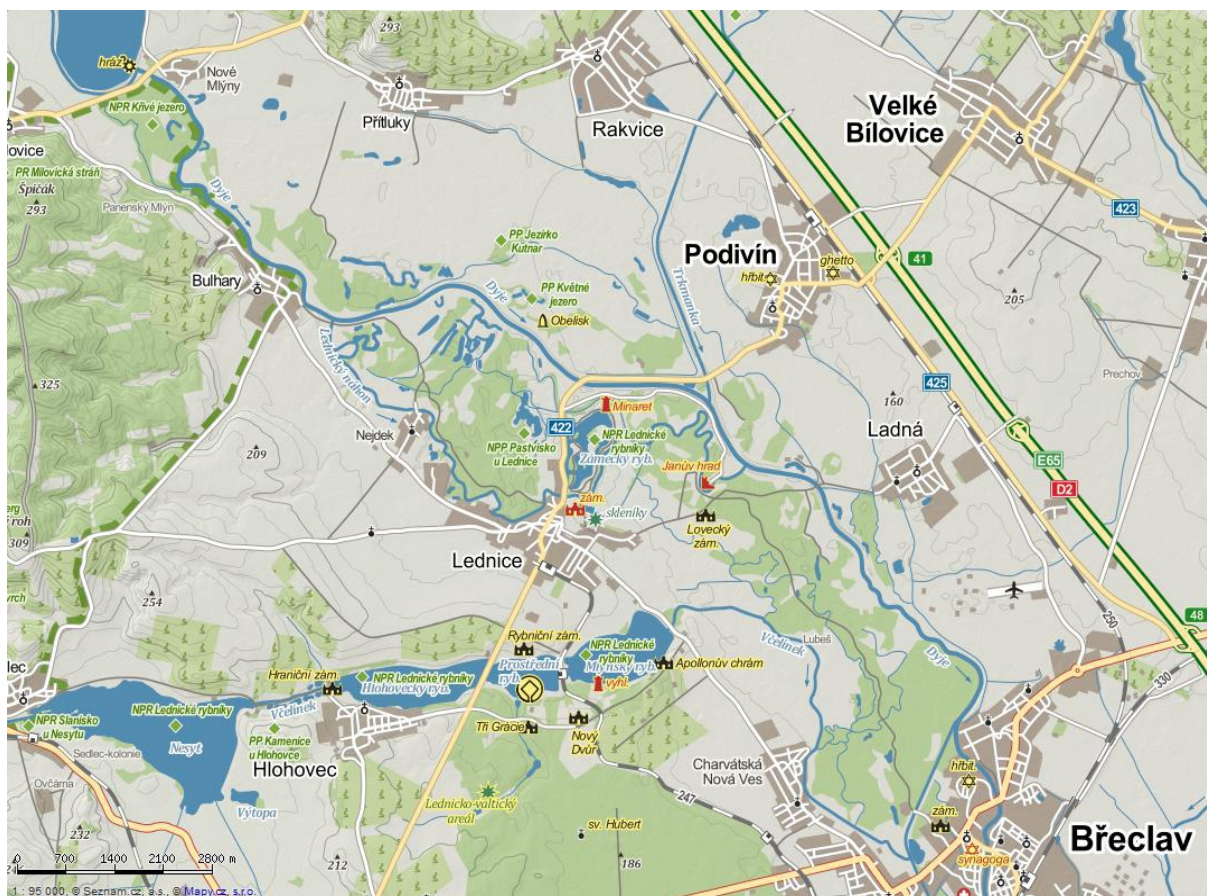 293
hráz
Nové
Mlýny
NPR Křivé jezero
Přítluky
Rakvice
Velké
Bílovice
lovice
PR Milovická stráň
Špičák
293
Panenský Mlýn
Dyje
423
PP Jezírko
Kutnar
Podivín
ghetto
hřbit.
41
Bulhary
Dyje
PP Květné
jezero
Obelisk
Trkmanka
205
Lednický náhon
325
Prechov
425
160
Minaret
422
Nejdek
NPP Pastvisko
u Lednice
NPR Lednické
rybníky
Zámecký ryb.
Ladná
209
Janův hrad
E65
D2
zám.
skleníky
Lovecký
zám.
309
Lednice
254
250
48
Včelínek
Lubeš
Dyje
Rybniční zám.
NPR Lednické
rybníky
Prostřední
ryb.
Mlýnský ryb.
Apollonův chrám
vyhl.
330
lec
Hraniční zám.
NPR Lednické rybníky
Hlohovecký ryb.
Včelínek
NPR Slanisko
u Nesytu
NPR Lednické rybníky
Nesyt
PP Kamenice
u Hlohovce
Tři Grácie
Nový
Dvůr
Sedlec-kolonie
Ovčárna
Hlohovec
Charvátská
Nová Ves
247
hřbit.
Výtopa
Lednicko-valtický
areál
zám.
232
sv. Hubert
Břeclav
212
186
synagoga
0 700 1400 2100 2800 m
1 : 95 000, © Seznam.cz, a.s., © Mapy.cz, s.r.o.